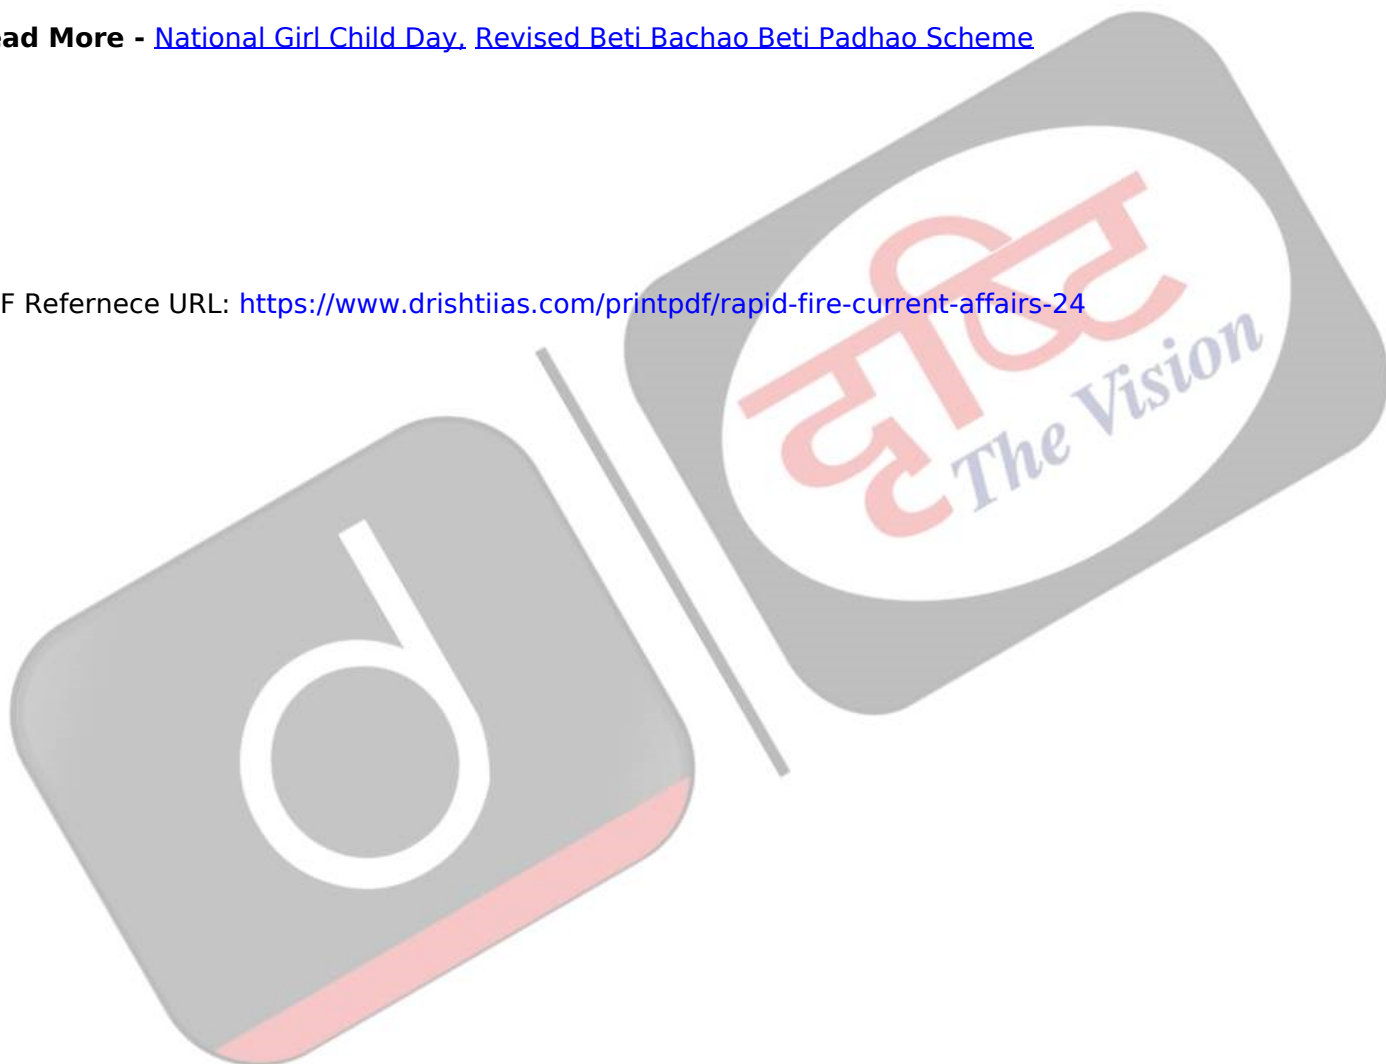 ad More - National Girl Child Day, Revised Beti Bachao Beti Padhao Scheme
F Refernece URL: https://www.drishtiias.com/printpdf/rapid-fire-current-affairs-24
दृष्टि
The Vision
d